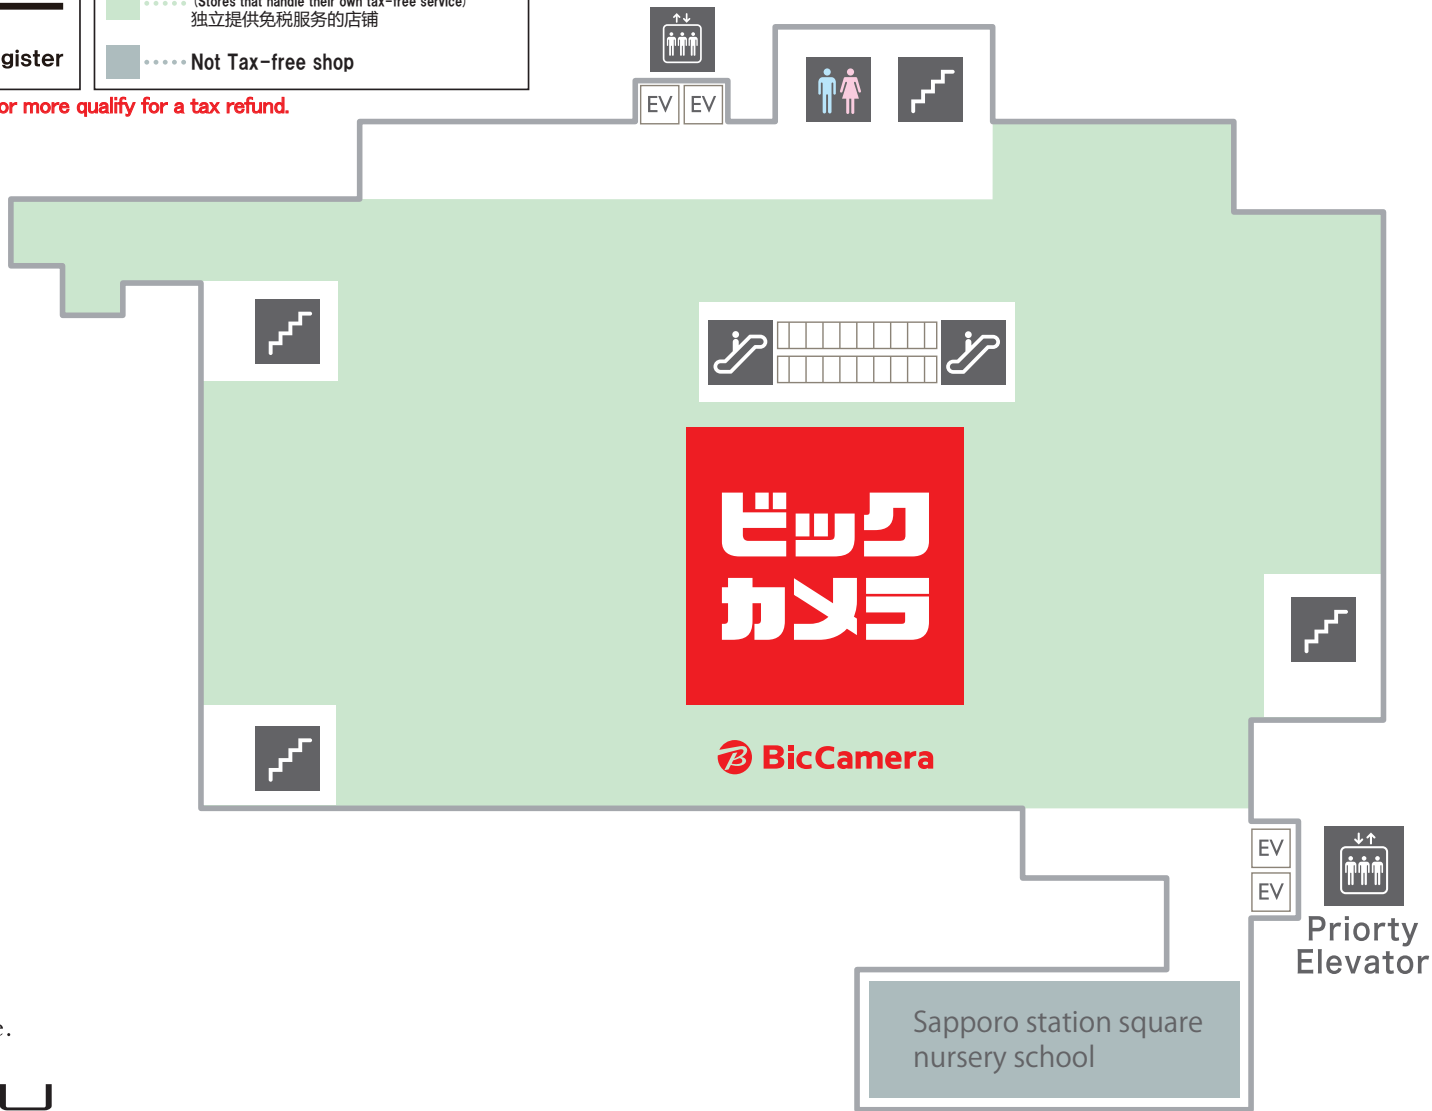 (Stores that handle their own tax-free service)
独立提供免税服务的店铺
gister
Not Tax-free shop
or more qualify for a tax refund.
EV EV
ビック
カメラ
BicCamera
EV
EV
Priorty
Elevator
Sapporo station square
nursery school
e.